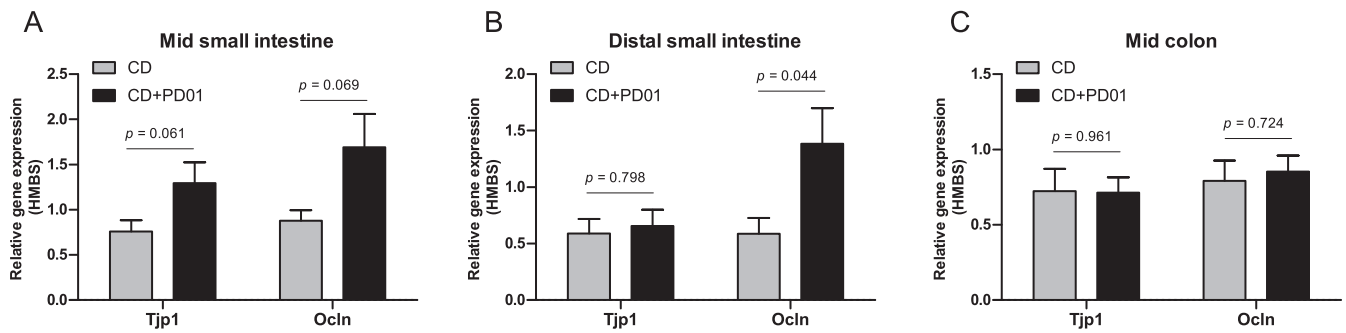 A
Mid small intestine
CD
CD+PD01
p = 0.061
p = 0.069
Relative gene expression
(HMBS)
2.5
2.0
1.5
1.0
0.5
0.0
Tjp1
Ocln
B
Distal small intestine
CD
CD+PD01
p = 0.798
p = 0.044
Relative gene expression
(HMBS)
2.0
1.5
1.0
0.5
0.0
Tjp1
Ocln
C
Mid colon
CD
CD+PD01
p = 0.961
p = 0.724
Relative gene expression
(HMBS)
1.5
1.0
0.5
0.0
Tjp1
Ocln